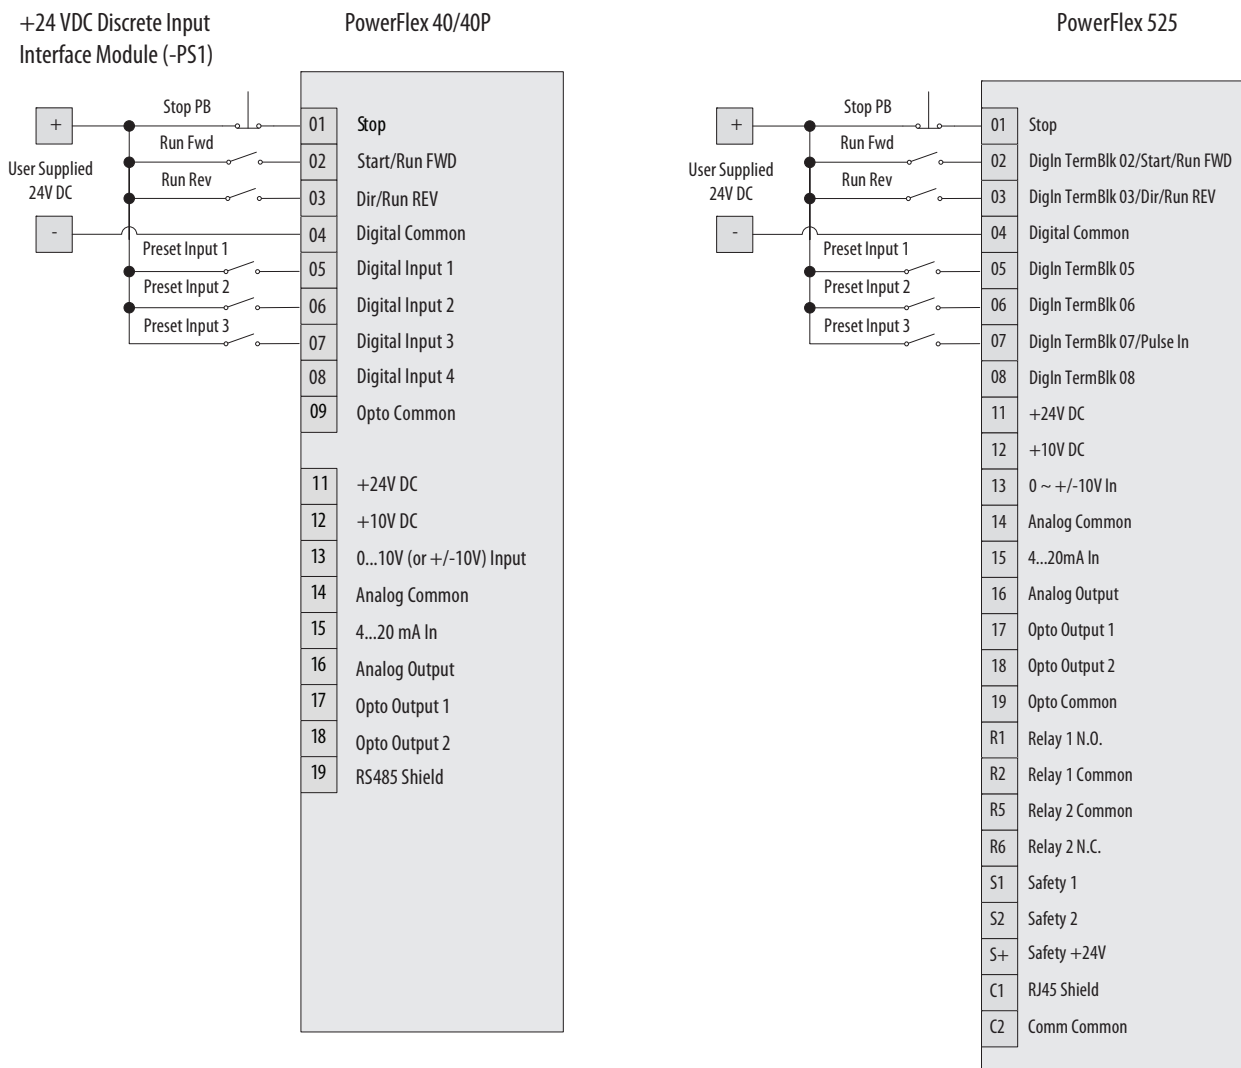 +24 VDC Discrete Input
Interface Module (-PS1)
PowerFlex 40/40P
+
User Supplied
24V DC
-
Stop PB
Run Fwd
Run Rev
Preset Input 1
Preset Input 2
Preset Input 3
01 Stop
02 Start/Run FWD
03 Dir/Run REV
04 Digital Common
05 Digital Input 1
06 Digital Input 2
07 Digital Input 3
08 Digital Input 4
09 Opto Common
11 +24V DC
12 +10V DC
13 0...10V (or +/-10V) Input
14 Analog Common
15 4...20 mA In
16 Analog Output
17 Opto Output 1
18 Opto Output 2
19 RS485 Shield
PowerFlex 525
+
User Supplied
24V DC
-
Stop PB
Run Fwd
Run Rev
Preset Input 1
Preset Input 2
Preset Input 3
01 Stop
02 DigIn TermBlk 02/Start/Run FWD
03 DigIn TermBlk 03/Dir/Run REV
04 Digital Common
05 DigIn TermBlk 05
06 DigIn TermBlk 06
07 DigIn TermBlk 07/Pulse In
08 DigIn TermBlk 08
11 +24V DC
12 +10V DC
13 0 ~ +/-10V In
14 Analog Common
15 4...20mA In
16 Analog Output
17 Opto Output 1
18 Opto Output 2
19 Opto Common
R1 Relay 1 N.O.
R2 Relay 1 Common
R5 Relay 2 Common
R6 Relay 2 N.C.
S1 Safety 1
S2 Safety 2
S+ Safety +24V
C1 RJ45 Shield
C2 Comm Common